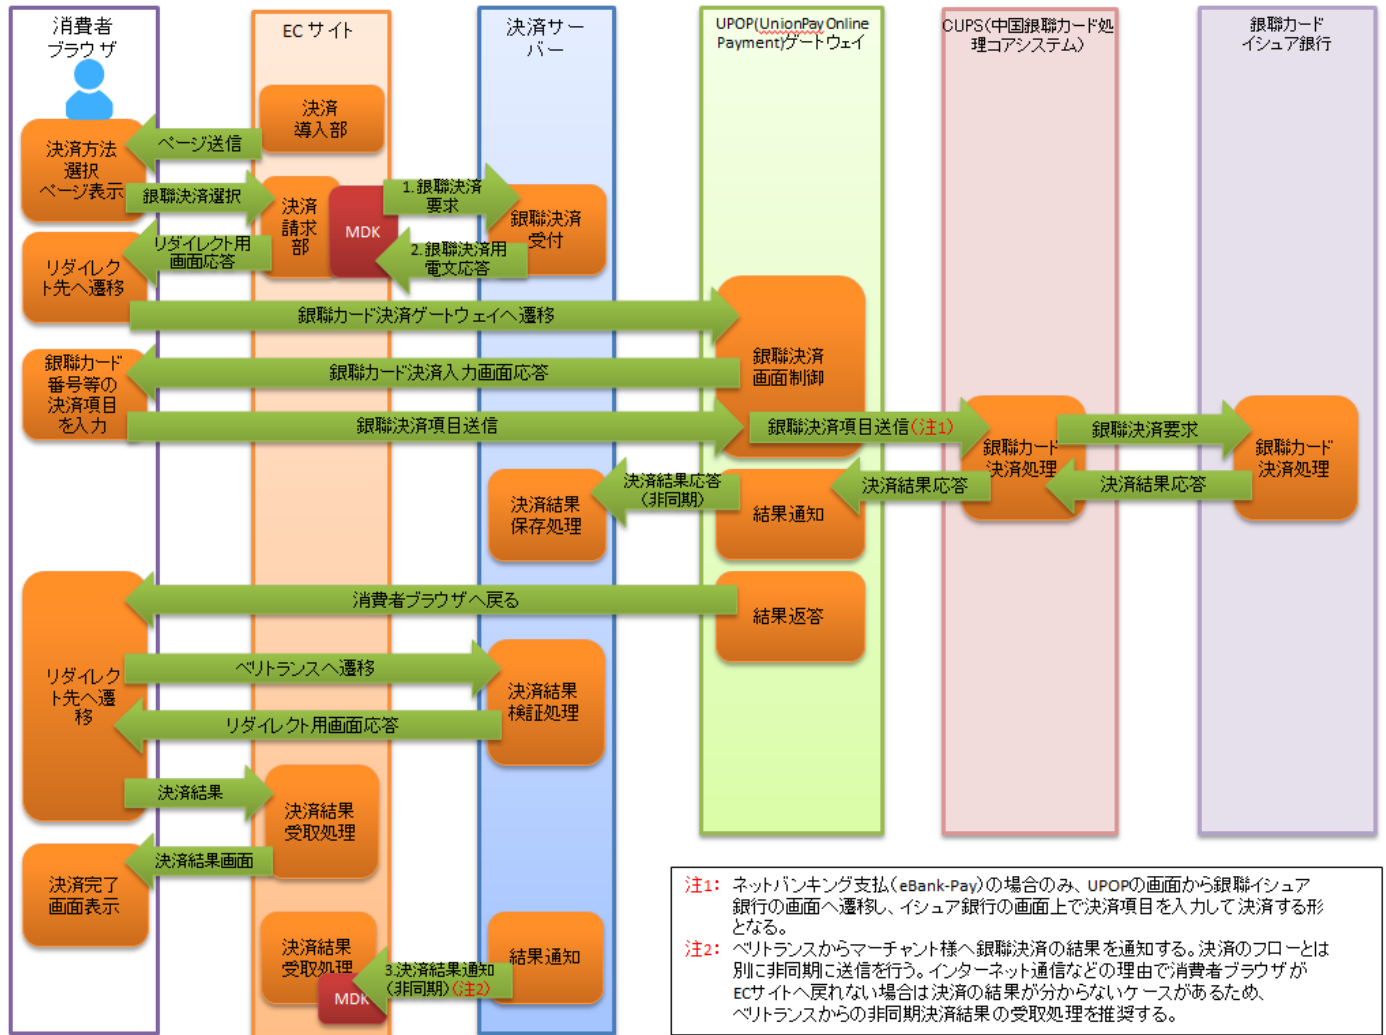 消費者
ブラウザ
ECサイト
決済サー
バー
UPOP(UnionPay Online
Payment)ゲートウェイ
CUPS(中国銀聯カード処
理コアシステム)
銀聯カード
イシュア銀行
決済
導入部
ページ送信
決済方法
選択
ページ表示
銀聯決済選択
決済
請求
部
MDK
1.銀聯決済
要求
銀聯決済
受付
2.銀聯決済用
電文応答
リダイレクト用
画面応答
リダイレク
ト先へ遷移
銀聯カード決済ゲートウェイへ遷移
銀聯決済
画面制御
銀聯カード決済入力画面応答
銀聯カード
番号等の
決済項目
を入力
銀聯決済項目送信
銀聯決済項目送信(注1)
銀聯カード
決済処理
銀聯決済要求
銀聯カード
決済処理
決済結果応答
決済結果応答
結果通知
決済結果応答
(非同期)
決済結果
保存処理
結果返答
消費者ブラウザへ戻る
リダイレク
ト先へ遷
移
ベリトランスへ遷移
決済結果
検証処理
リダイレクト用画面応答
決済結果
決済結果
受取処理
決済結果画面
決済完了
画面表示
結果通知
3.決済結果通知
(非同期)(注2)
決済結果
受取処理
MDK
注1: ネットバンキング支払(eBank-Pay)の場合のみ、UPOPの画面から銀聯イシュア
銀行の画面へ遷移し、イシュア銀行の画面上で決済項目を入力して決済する形
となる。
注2: ベリトランスからマーチャント様へ銀聯決済の結果を通知する。決済のフローとは
別に非同期に送信を行う。インターネット通信などの理由で消費者ブラウザが
ECサイトへ戻れない場合は決済の結果が分からないケースがあるため、
ベリトランスからの非同期決済結果の受取処理を推奨する。